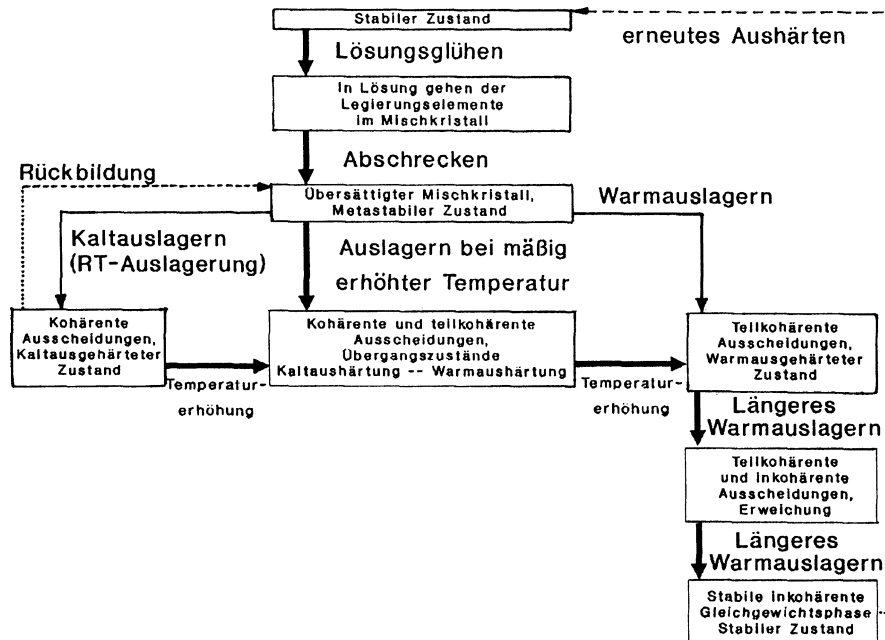 Stabiler Zustand
erneutes Aushärten
Lösungsglühen
In Lösung gehen der
Legierungselemente
im Mischkristall
Abschrecken
Rückbildung
Übersättigter Mischkristall,
Metastabiler Zustand
Warmauslagern
Kaltauslagern
(RT-Auslagerung)
Auslagern bei mäßig
erhöhter Temperatur
Kohärente
Ausscheidungen,
Kaltausgehärteter
Zustand
Temperatur-
erhöhung
Kohärente und teilkohärente
Ausscheidungen,
Übergangszustände
Kaltaushärtung -- Warmaushärtung
Temperatur-
erhöhung
Teilkohärente
Ausscheidungen,
Warmausgehärteter
Zustand
Längeres
Warmauslagern
Teilkohärente
und inkohärente
Ausscheidungen,
Erweichung
Längeres
Warmauslagern
Stabile inkohärente
Gleichgewichtsphase
Stabiler Zustand